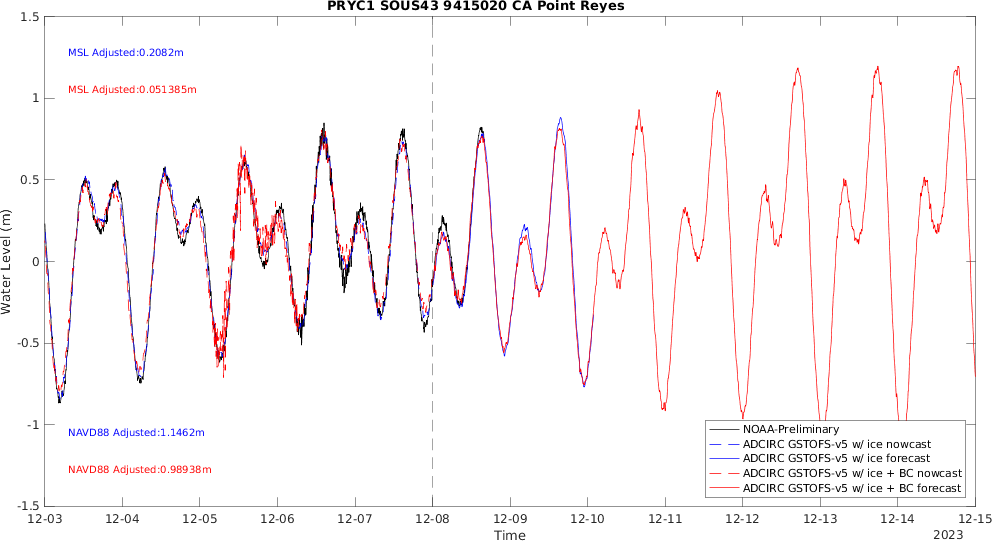 PRYC1 SOUS43 9415020 CA Point Reyes
1.5
MSL Adjusted:0.2082m
1
MSL Adjusted:0.051385m
0.5
Water Level (m)
0
-0.5
-1
NAVD88 Adjusted:1.1462m
NAVD88 Adjusted:0.98938m
-1.5
NOAA-Preliminary
ADCIRC GSTOFS-v5 w/ ice nowcast
ADCIRC GSTOFS-v5 w/ ice forecast
ADCIRC GSTOFS-v5 w/ ice + BC nowcast
ADCIRC GSTOFS-v5 w/ ice + BC forecast
12-03 12-04 12-05 12-06 12-07 12-08 12-09 12-10 12-11 12-12 12-13 12-14 12-15
Time
2023